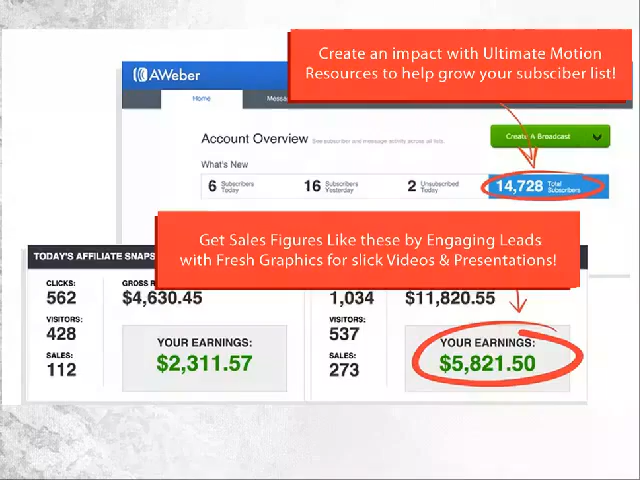 Create an impact with Ultimate Motion
Resources to help grow your subsciber list!
AWeber
Home
Account Overview
What's New
Create A Broadcast
6 Subscribers Today
16 Subscribers Yesterday
2 Unsubscribed Today
14,728 Total Subscribers
Get Sales Figures Like these by Engaging Leads
with Fresh Graphics for slick Videos & Presentations!
TODAY'S AFFILIATE SNAPS
CLICKS:
562
GROSS R
$4,630.45
VISITORS:
428
SALES:
112
YOUR EARNINGS:
$2,311.57
1,034
$11,820.55
VISITORS:
537
SALES:
273
YOUR EARNINGS:
$5,821.50